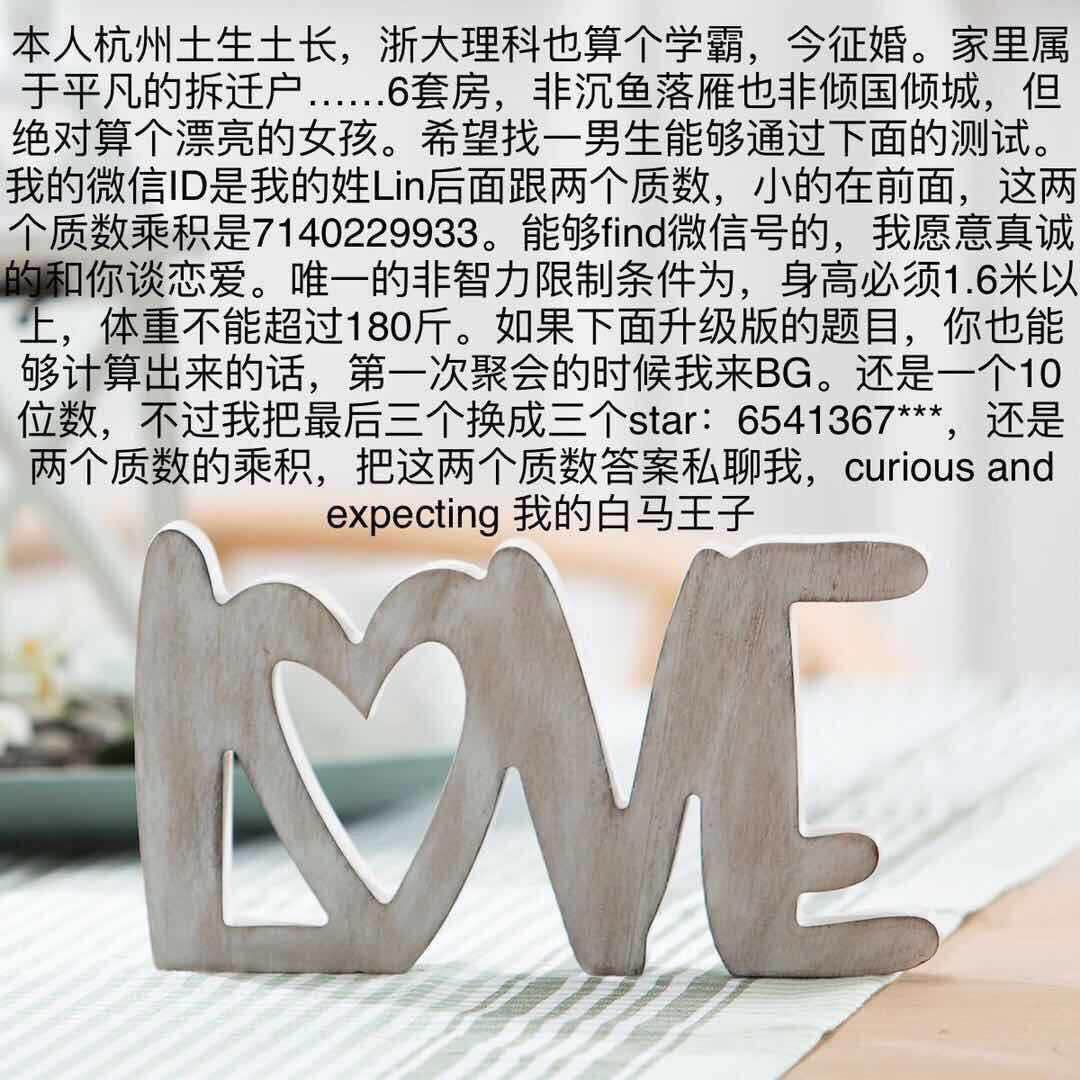 本人杭州土生土长，浙大理科也算个学霸，今征婚。家里属
于平凡的拆迁户……6套房，非沉鱼落雁也非倾国倾城，但
绝对算个漂亮的女孩。希望找一男生能够通过下面的测试。
我的微信ID是我的姓Lin后面跟两个质数，小的在前面，这两
个质数乘积是7140229933。能够find微信号的，我愿意真诚
的和你谈恋爱。唯一的非智力限制条件为，身高必须1.6米以
上，体重不能超过180斤。如果下面升级版的题目，你也能
够计算出来的话，第一次聚会的时候我来BG。还是一个10
位数，不过我把最后三个换成三个star：6541367***，还是
两个质数的乘积，把这两个质数答案私聊我，curious and
expecting 我的白马王子
LOVE